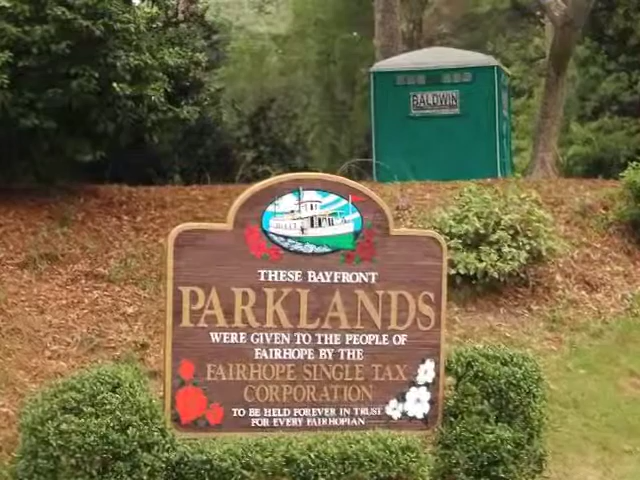 BALDWIN
THESE BAYFRONT
PARKLANDS
WERE GIVEN TO THE PEOPLE OF
FAIRHOPE BY THE
FAIRHOPE SINGLE TAX
CORPORATION
TO BE HELD FOREVER IN TRUST
FOR EVERY FAIRHOPIAN